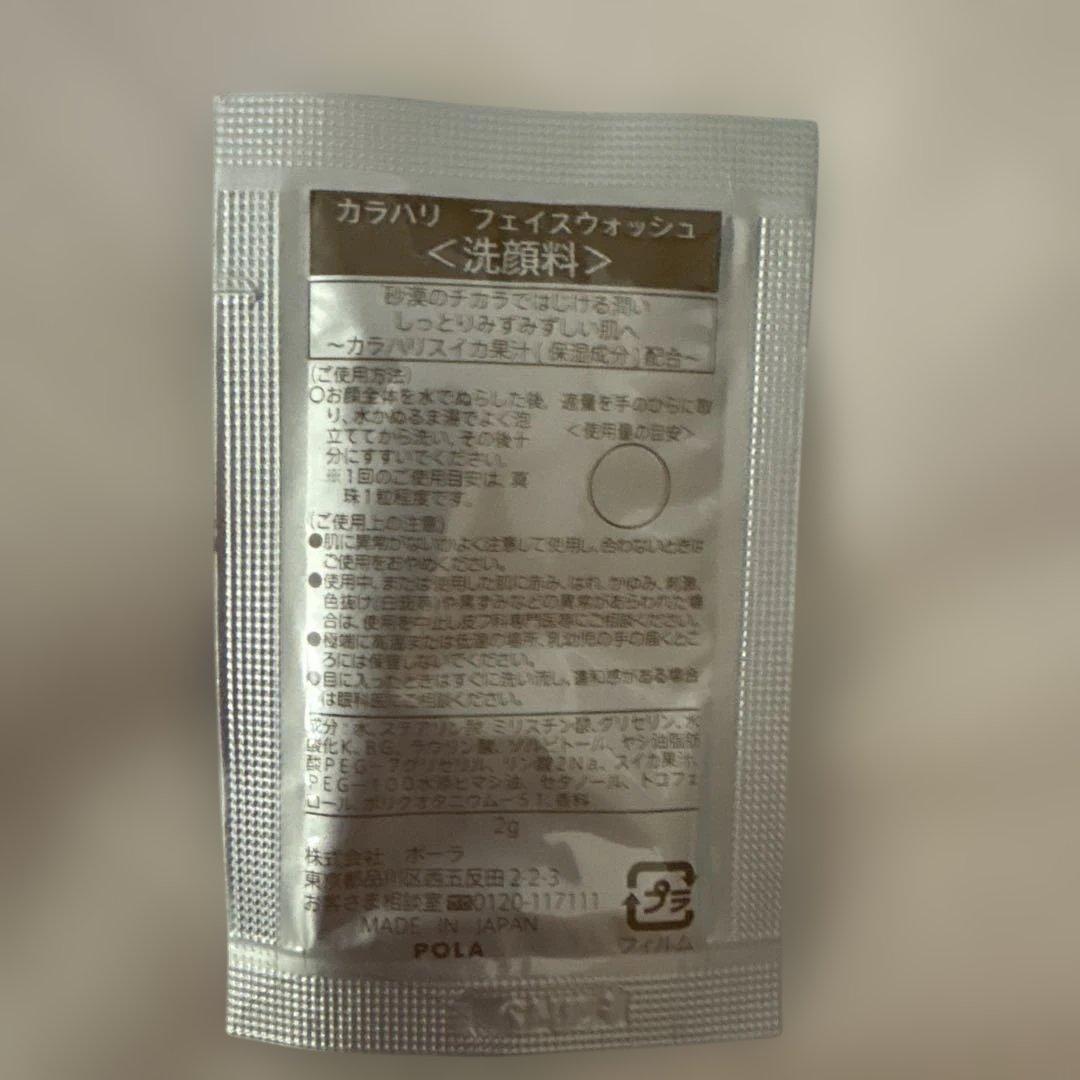 カラハリ フェイスウォッシュ
＜洗顔料＞
砂漠のチカラではじける潤い
しっとりみずみずしい肌へ
～カラハリスイカ果汁(保湿成分)配合～
(ご使用方法)
○お顔全体を水でぬらした後、適量を手のひらに取
り、水かぬるま湯でよく泡
立ててから洗い、その後十
分にすすいでください。
※1回のご使用目安は、真
珠1粒程度です。
＜使用量の目安＞
(ご使用上の注意)
●肌に異常がないかよく注意して使用し、合わないときは
ご使用をおやめください。
●使用中、または使用した肌に赤み、はれ、かゆみ、刺激、
色抜け(白斑等)や黒ずみなどの異常があらわれた場
合は、使用を中止し皮フ科専門医等にご相談ください。
●極端に高温または低温の場所、乳幼児の手の届くとこ
ろには保管しないでください。
●目に入ったときはすぐに洗い流し、違和感がある場合
は眼科医にご相談ください。
成分：水、ステアリン酸、ミリスチン酸、グリセリン、水
酸化K、BG、ラウリン酸、ソルビトール、ヤシ油脂肪
酸PEG－7グリセリル、リン酸2Na、スイカ果汁、
PEG－100水添ヒマシ油、セタノール、トコフェ
ロール、ポリクオタニウム－51、香料
2g
株式会社 ポーラ
東京都品川区西五反田2-2-3
お客さま相談室 0120-117111
MADE IN JAPAN
POLA
プラ
フィルム